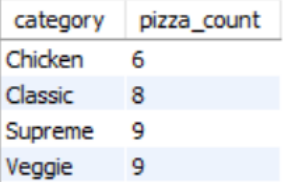 category pizza_count
Chicken 6
Classic 8
Supreme 9
Veggie 9